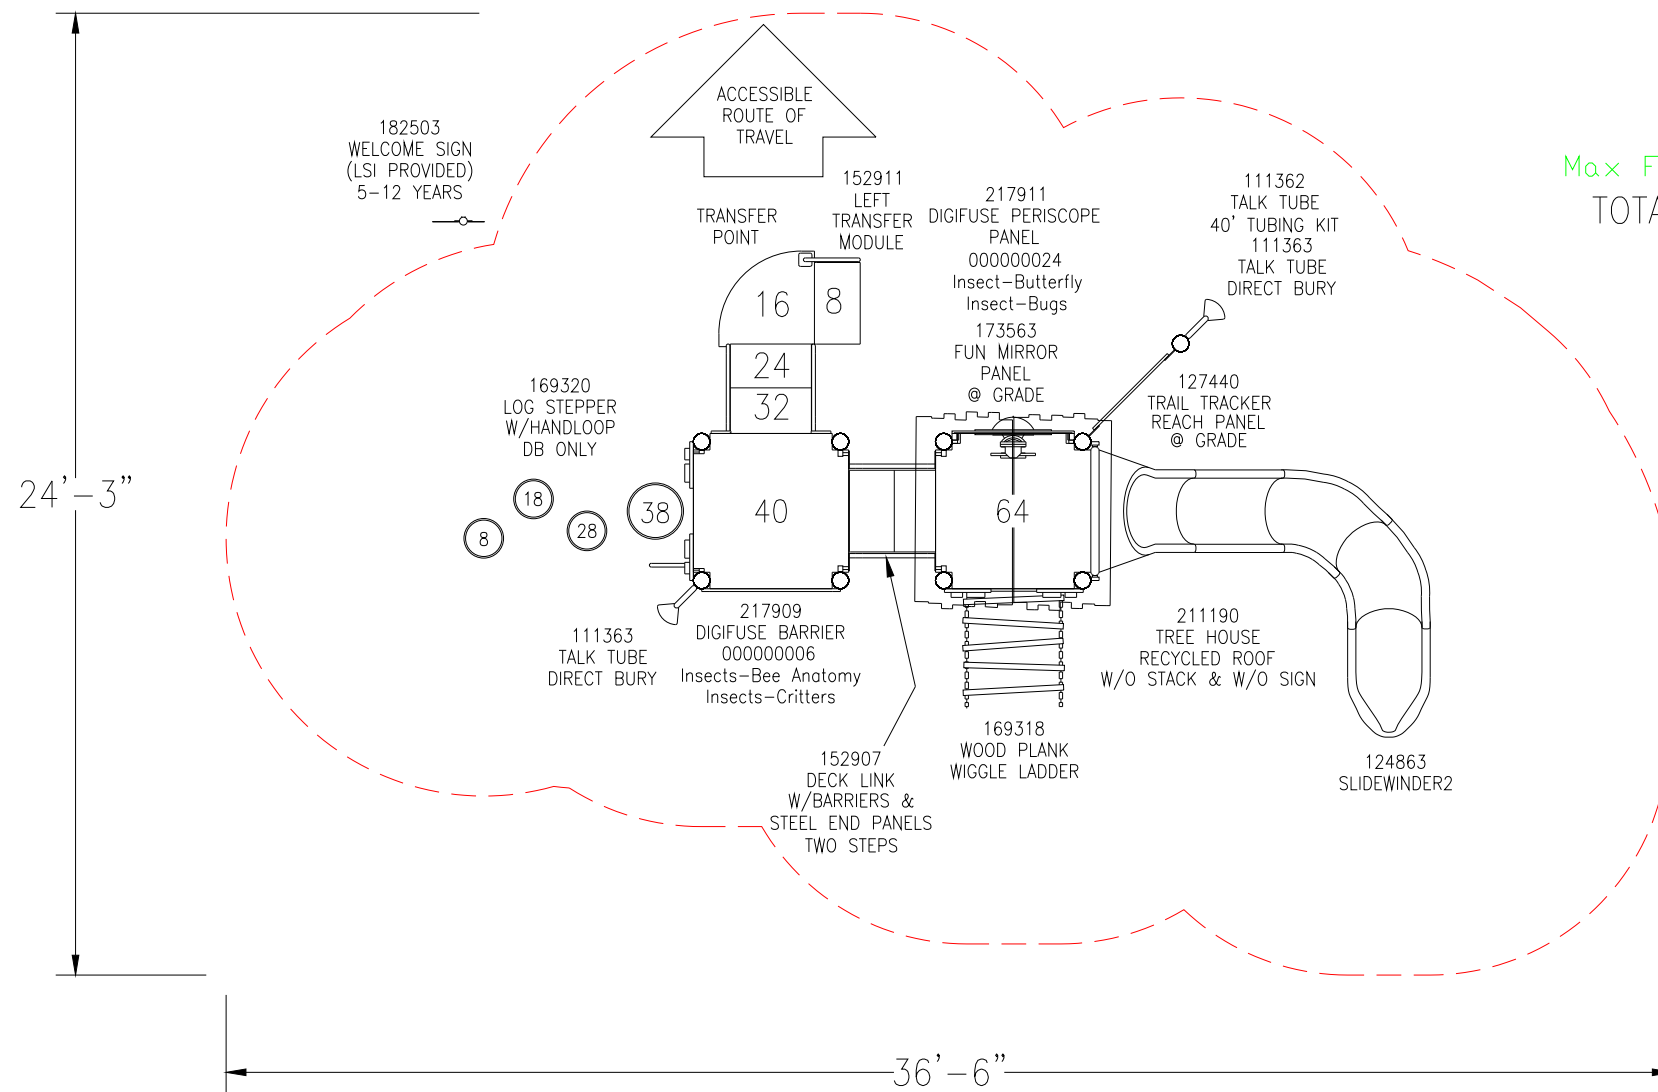 ACCESSIBLE
ROUTE OF
TRAVEL
182503
WELCOME SIGN
(LSI PROVIDED)
5-12 YEARS
TRANSFER
POINT
152911
LEFT
TRANSFER
MODULE
217911
DIGIFUSE PERISCOPE
PANEL
000000024
Insect-Butterfly
Insect-Bugs
173563
FUN MIRROR
PANEL
@ GRADE
111362
TALK TUBE
40' TUBING KIT
111363
TALK TUBE
DIRECT BURY
Max F
TOTA
16
8
24
32
169320
LOG STEPPER
W/HANDLOOP
DB ONLY
127440
TRAIL TRACKER
REACH PANEL
@ GRADE
24'-3"
8
18
28
38
40
64
111363
TALK TUBE
DIRECT BURY
217909
DIGIFUSE BARRIER
000000006
Insects-Bee Anatomy
Insects-Critters
211190
TREE HOUSE
RECYCLED ROOF
W/O STACK & W/O SIGN
152907
DECK LINK
W/BARRIERS &
STEEL END PANELS
TWO STEPS
169318
WOOD PLANK
WIGGLE LADDER
124863
SLIDEWINDER2
36'-6"